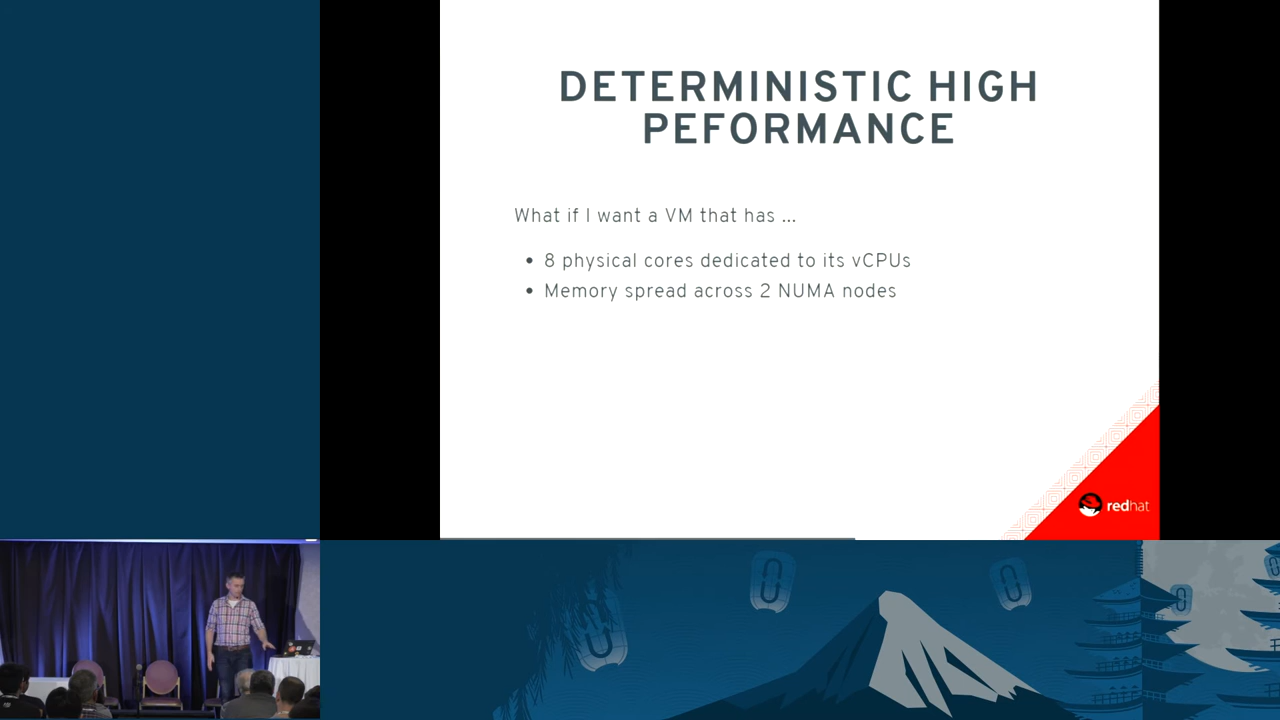 DETERMINISTIC HIGH
PEFORMANCE
What if I want a VM that has ...
• 8 physical cores dedicated to its vCPUs
• Memory spread across 2 NUMA nodes
redhat